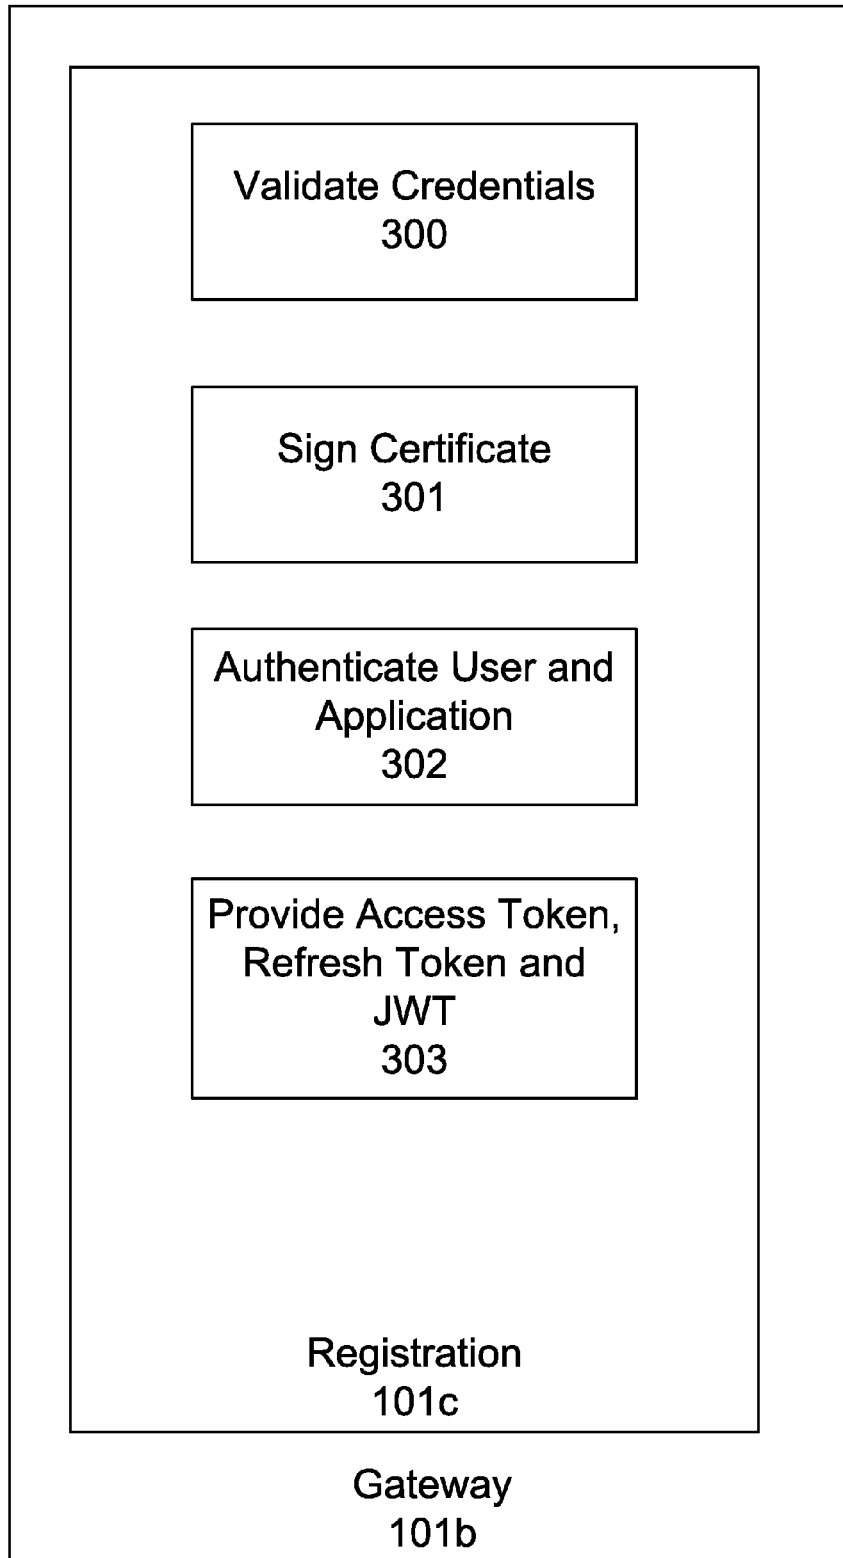 Validate Credentials
300
Sign Certificate
301
Authenticate User and
Application
302
Provide Access Token,
Refresh Token and
JWT
303
Registration
101c
Gateway
101b